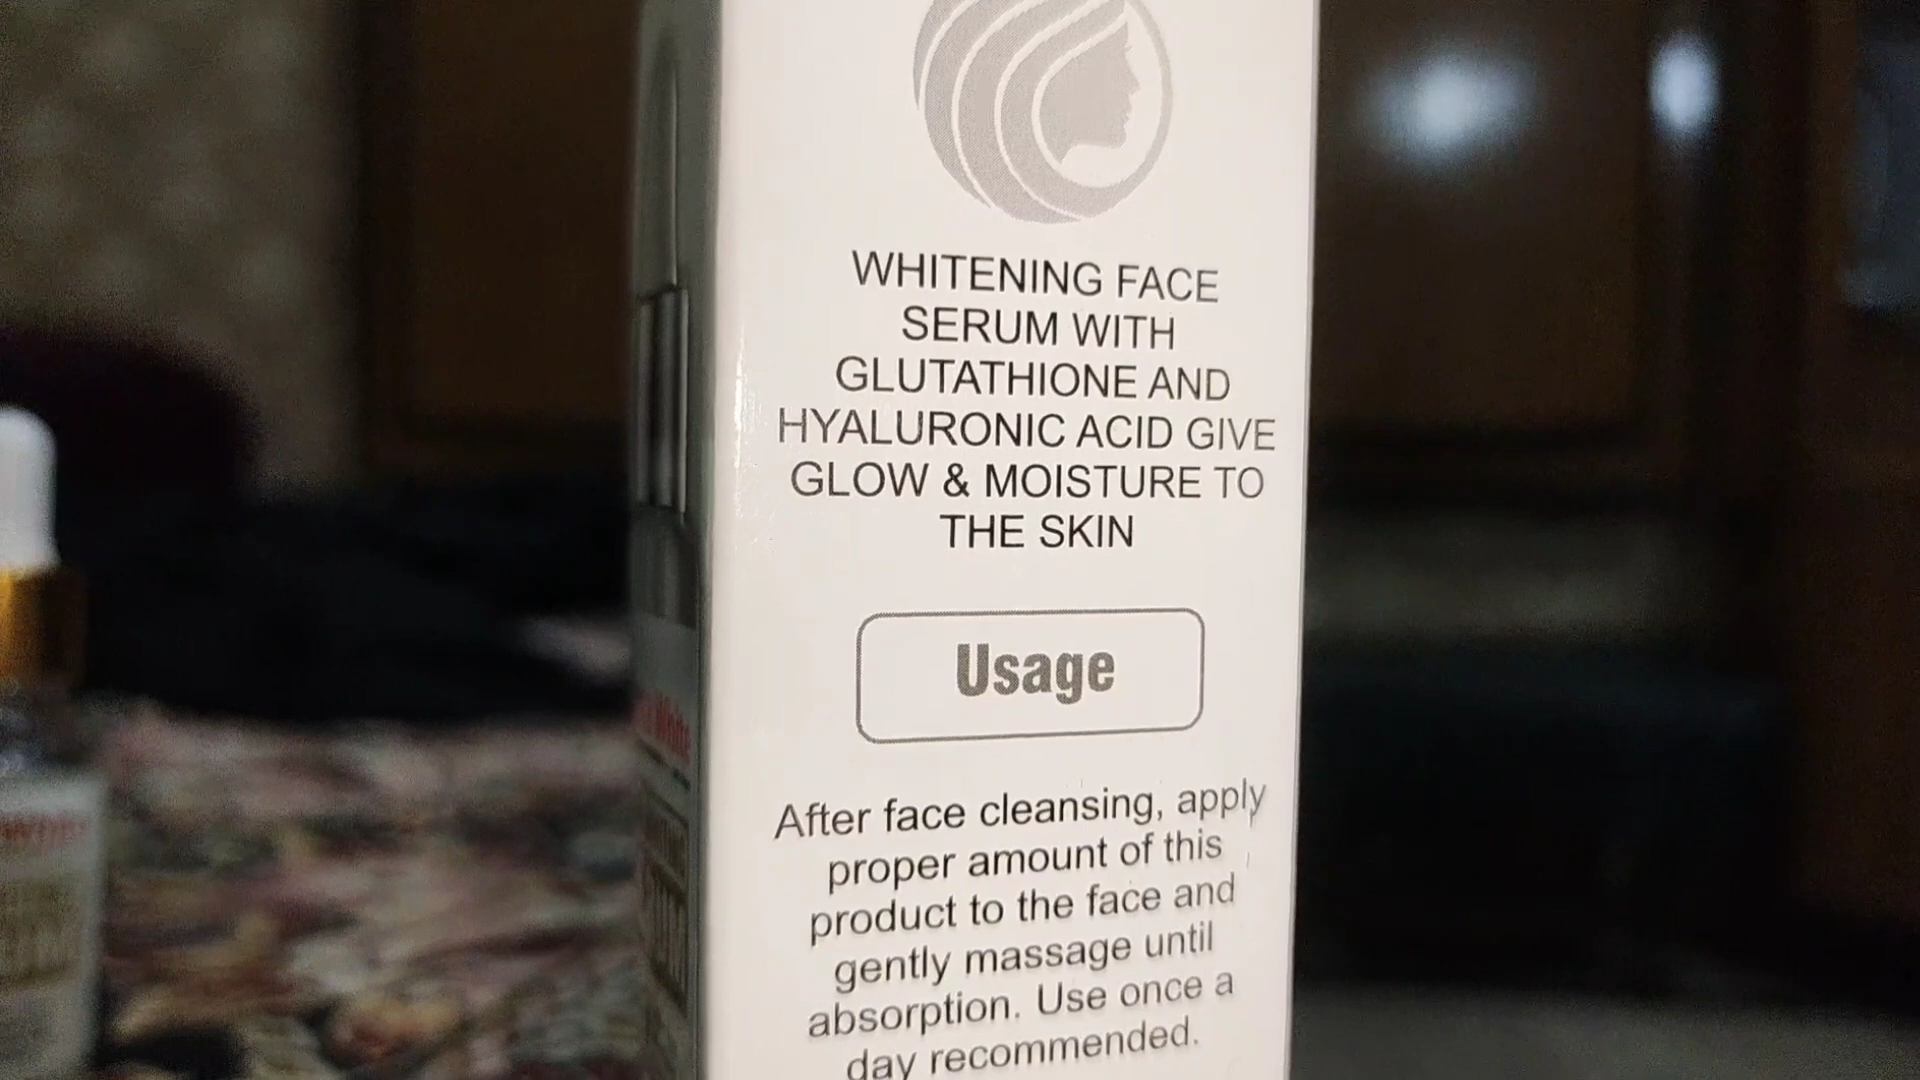 WHITENING FACE
SERUM WITH
GLUTATHIONE AND
HYALURONIC ACID GIVE
GLOW & MOISTURE TO
THE SKIN
Usage
After face cleansing, apply
proper amount of this
product to the face and
gently massage until
absorption. Use once a
day recommended.